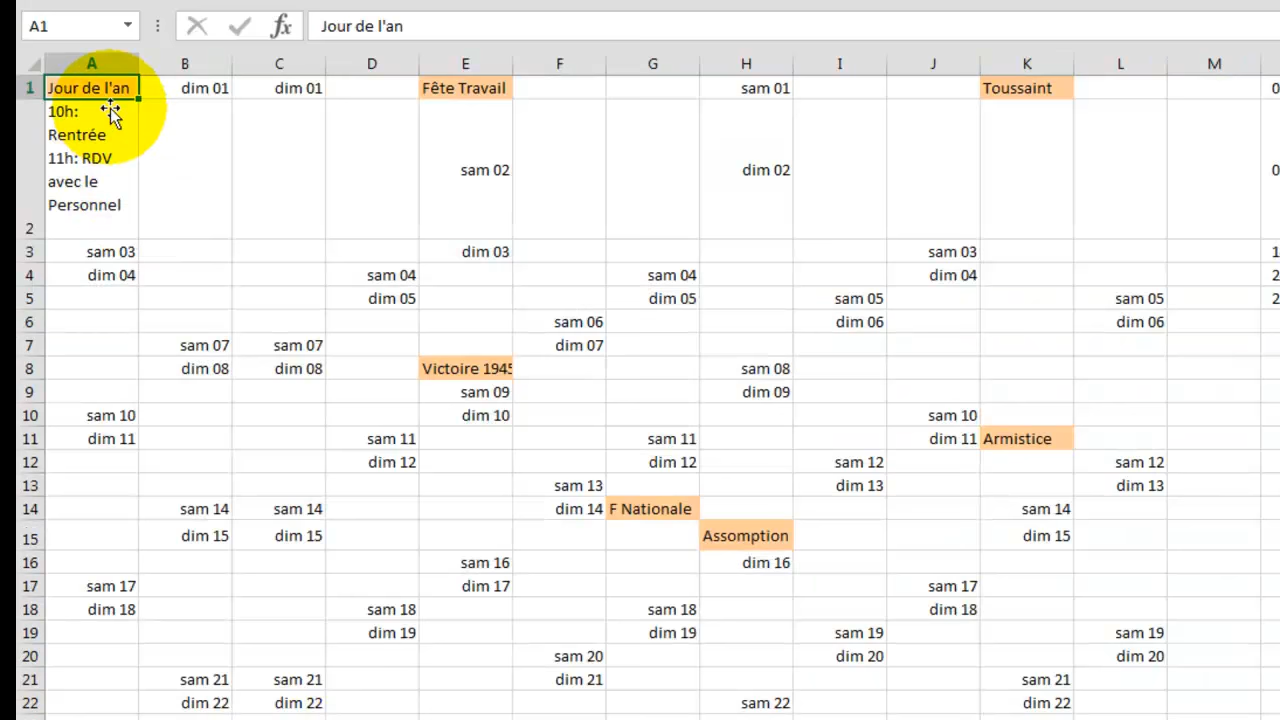 A1 fx Jour de l'an
A B C D E F G H I J K L M
1 Jour de l'an dim 01 dim 01 Fête Travail sam 01 Toussaint 0
10h:
Rentrée
11h: RDV
avec le
Personnel
2 sam 02 dim 02 0
3 sam 03 dim 03 sam 03 1
4 dim 04 sam 04 sam 04 dim 04 2
5 dim 05 dim 05 sam 05 sam 05 2
6 sam 06 dim 06 dim 06
7 sam 07 sam 07 dim 07
8 dim 08 dim 08 Victoire 1945 sam 08
9 sam 09 dim 09
10 sam 10 dim 10 sam 10
11 dim 11 sam 11 sam 11 dim 11 Armistice
12 dim 12 dim 12 sam 12 sam 12
13 sam 13 dim 13 dim 13
14 sam 14 sam 14 dim 14 F Nationale sam 14
15 dim 15 dim 15 Assomption dim 15
16 sam 16 dim 16
17 sam 17 dim 17 sam 17
18 dim 18 sam 18 sam 18 dim 18
19 dim 19 dim 19 sam 19 sam 19
20 sam 20 dim 20 dim 20
21 sam 21 sam 21 dim 21 sam 21
22 dim 22 dim 22 sam 22 dim 22